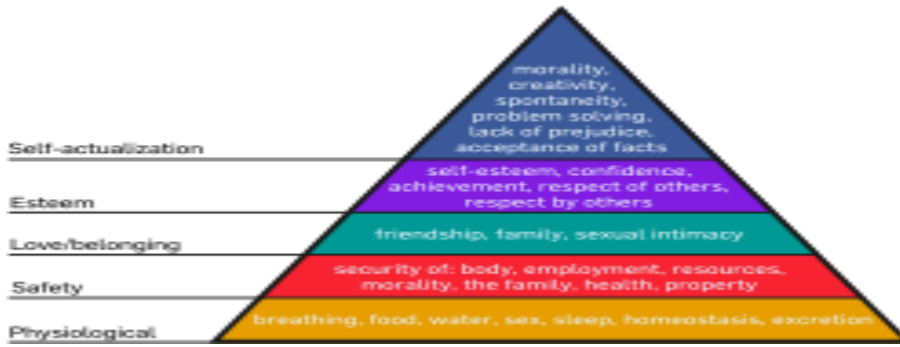 morality,
creativity,
spontaneity,
problem solving,
lack of prejudice,
acceptance of facts
Self-actualization
self-esteem, confidence,
achievement, respect of others,
respect by others
Esteem
friendship, family, sexual intimacy
Love/belonging
security of: body, employment, resources,
morality, the family, health, property
Safety
breathing, food, water, sex, sleep, homeostasis, excretion
Physiological